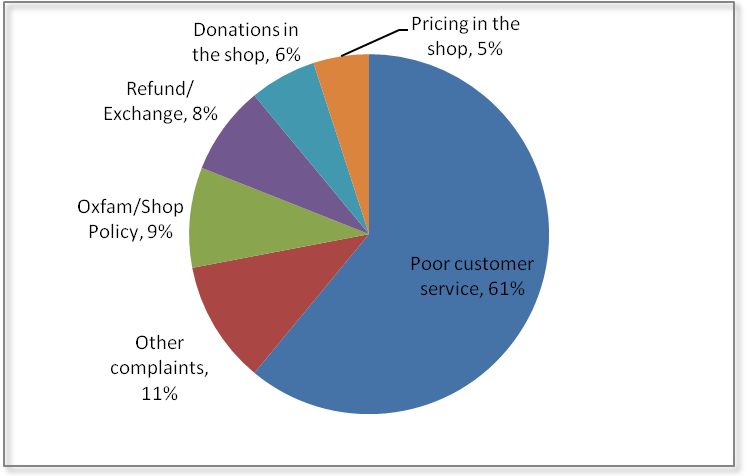 Donations in
the shop, 6%
Pricing in the
shop, 5%
Refund/
Exchange, 8%
Oxfam/Shop
Policy, 9%
Poor customer
service, 61%
Other
complaints,
11%